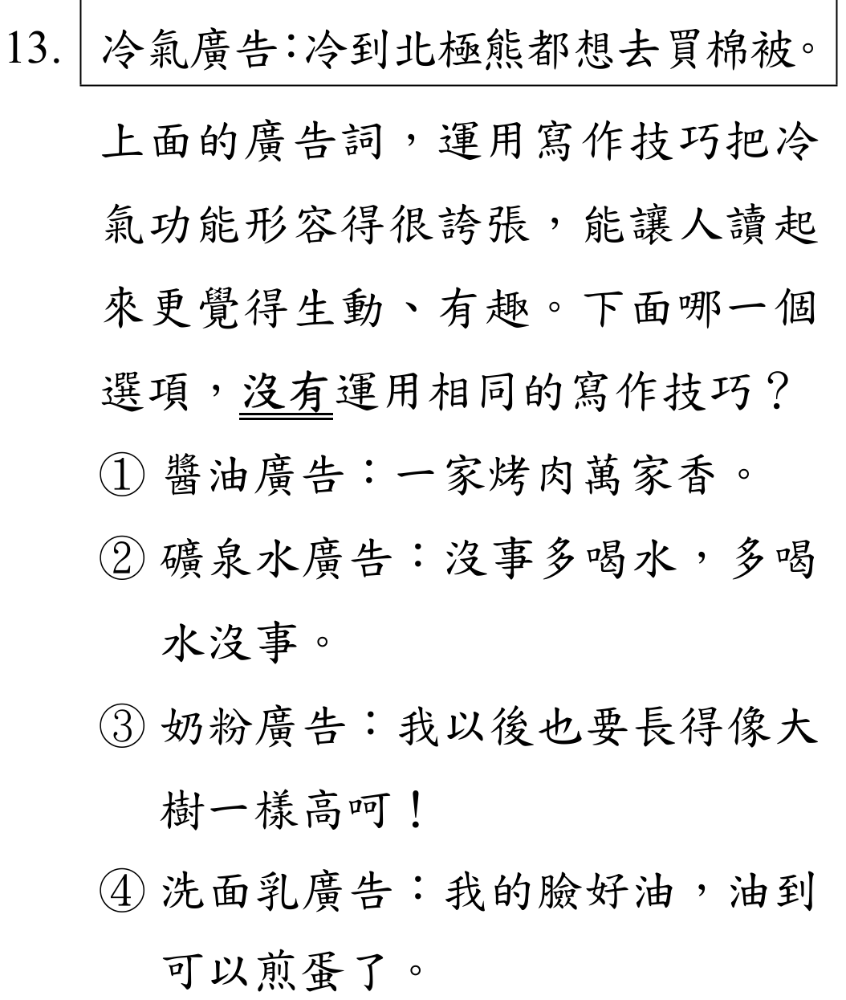 13. 冷氣廣告：冷到北極熊都想去買棉被。
上面的廣告詞，運用寫作技巧把冷
氣功能形容得很誇張，能讓人讀起
來更覺得生動、有趣。下面哪一個
選項，沒有運用相同的寫作技巧？
① 醬油廣告：一家烤肉萬家香。
② 礦泉水廣告：沒事多喝水，多喝
水沒事。
③ 奶粉廣告：我以後也要長得像大
樹一樣高呵！
④ 洗面乳廣告：我的臉好油，油到
可以煎蛋了。